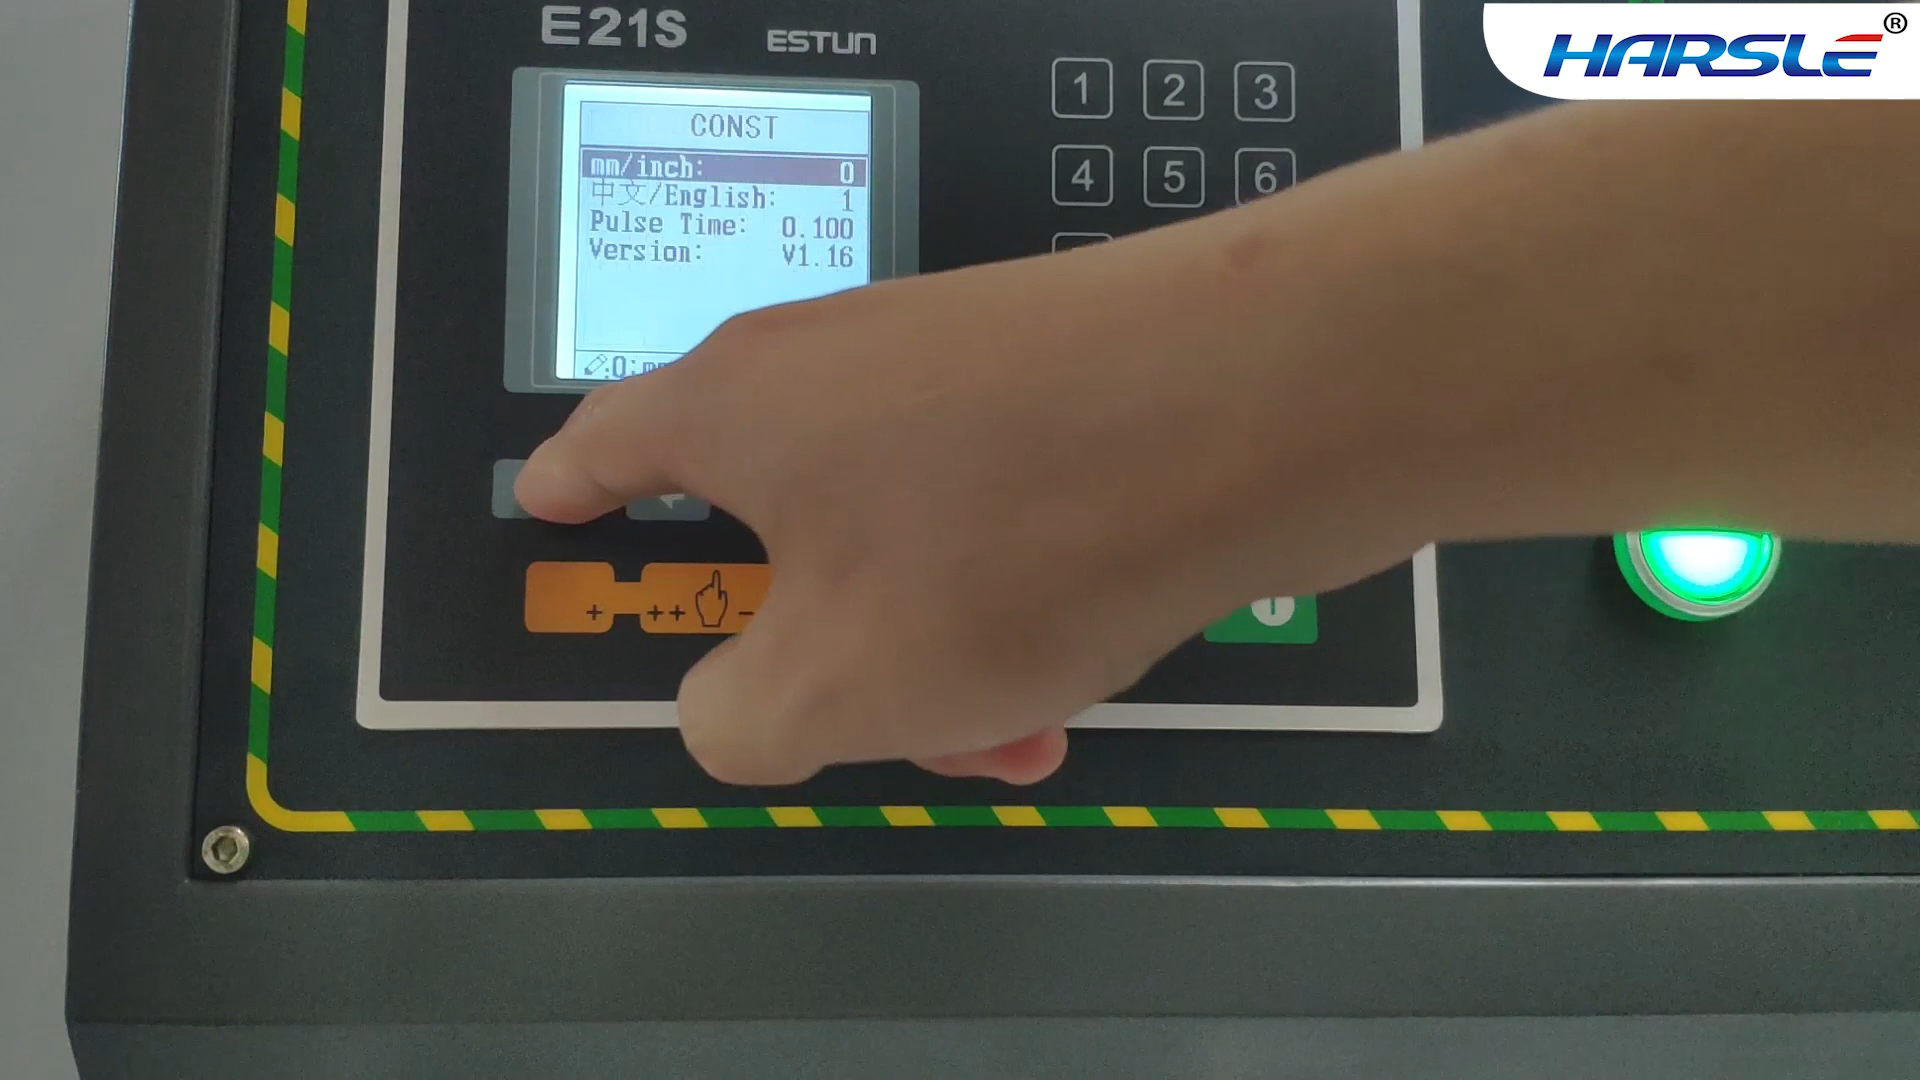 E21S
ESTUN
HARSLE®
CONST
mm/inch: 0
中文/English: 1
Pulse Time: 0.100
Version: V1.16
:0:
1 2 3
4 5 6
+ ++ -